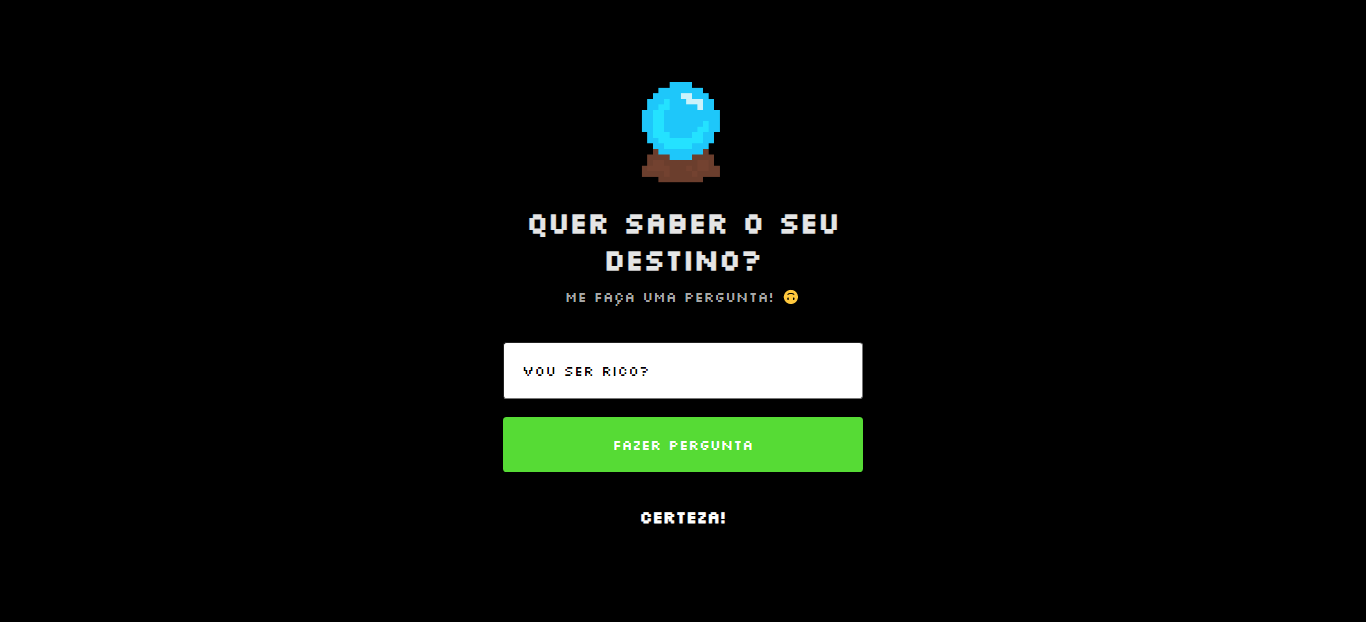 QUER SABER O SEU
DESTINO?
ME FAÇA UMA PERGUNTA! 🙃
VOU SER RICO?
FAZER PERGUNTA
CERTEZA!